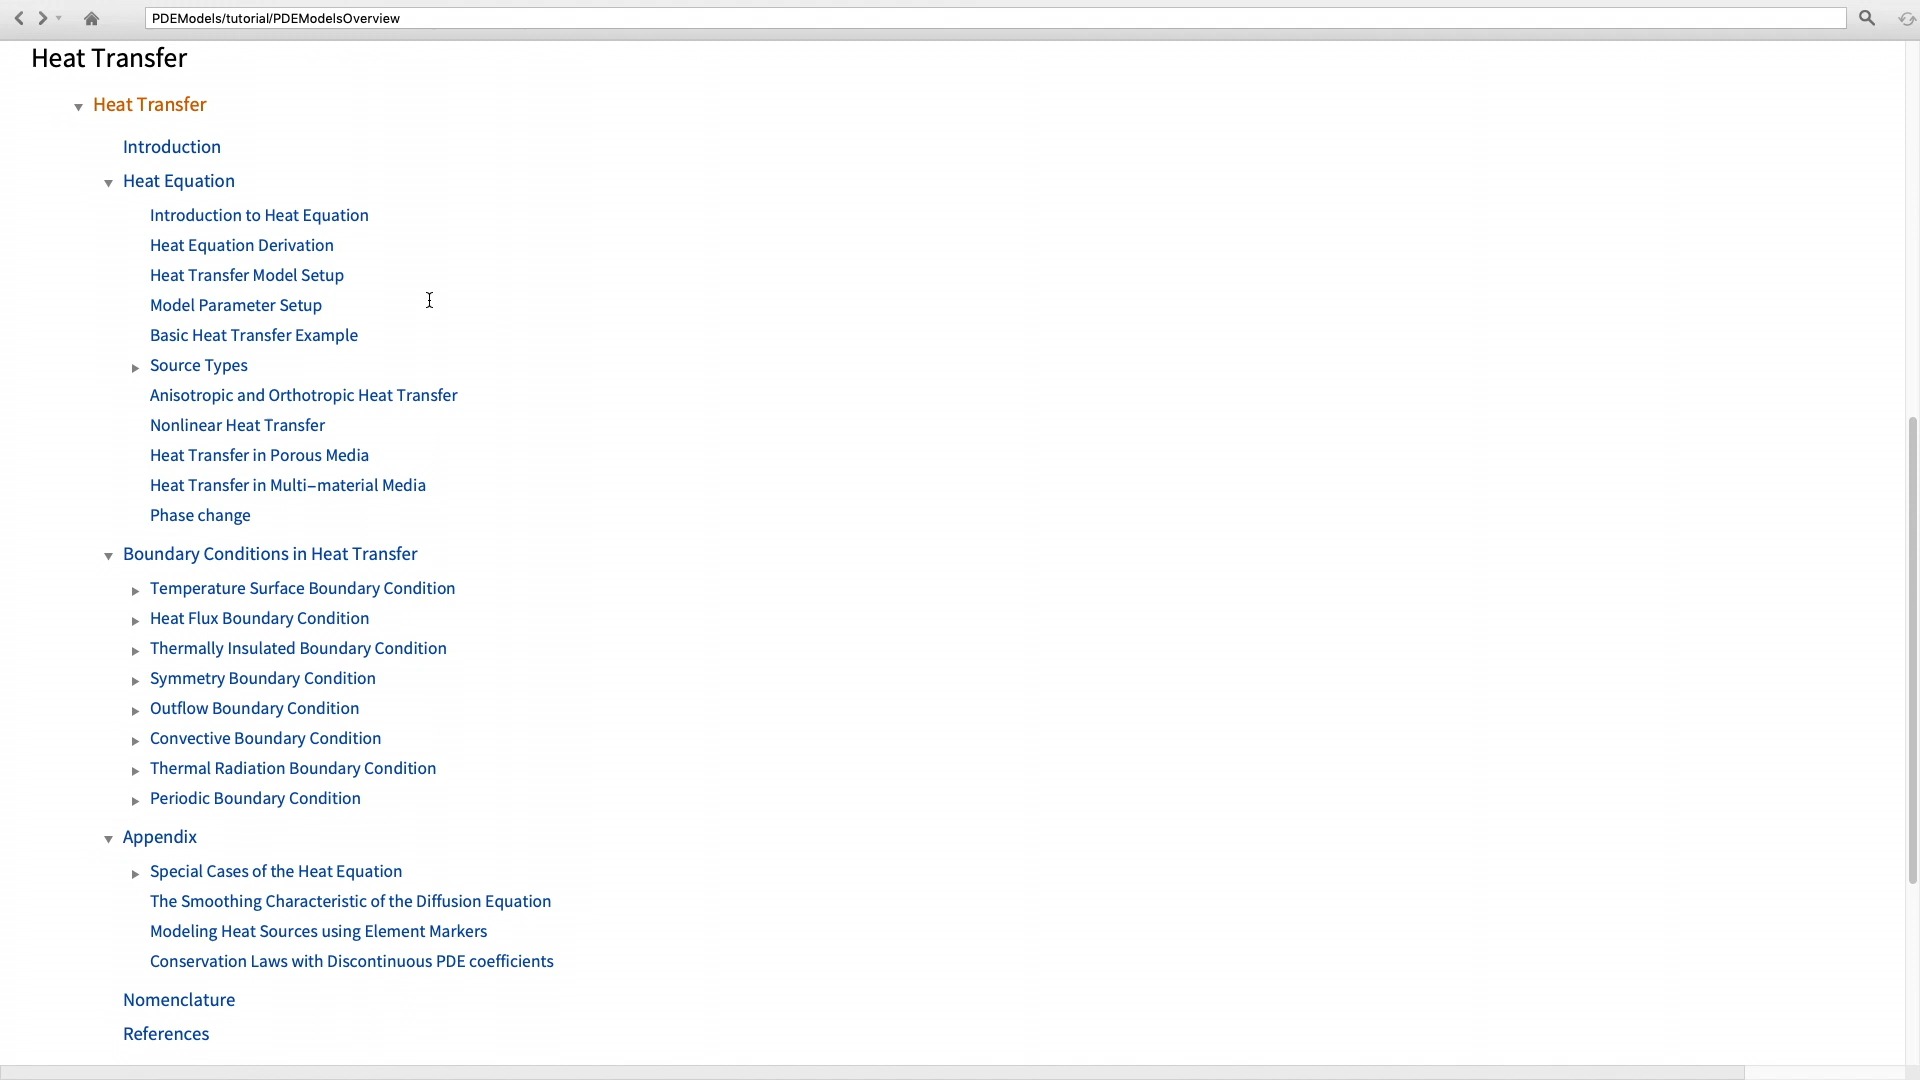 PDEModels/tutorial/PDEModelsOverview
Heat Transfer
Heat Transfer
Introduction
Heat Equation
Introduction to Heat Equation
Heat Equation Derivation
Heat Transfer Model Setup
Model Parameter Setup
Basic Heat Transfer Example
Source Types
Anisotropic and Orthotropic Heat Transfer
Nonlinear Heat Transfer
Heat Transfer in Porous Media
Heat Transfer in Multi–material Media
Phase change
Boundary Conditions in Heat Transfer
Temperature Surface Boundary Condition
Heat Flux Boundary Condition
Thermally Insulated Boundary Condition
Symmetry Boundary Condition
Outflow Boundary Condition
Convective Boundary Condition
Thermal Radiation Boundary Condition
Periodic Boundary Condition
Appendix
Special Cases of the Heat Equation
The Smoothing Characteristic of the Diffusion Equation
Modeling Heat Sources using Element Markers
Conservation Laws with Discontinuous PDE coefficients
Nomenclature
References